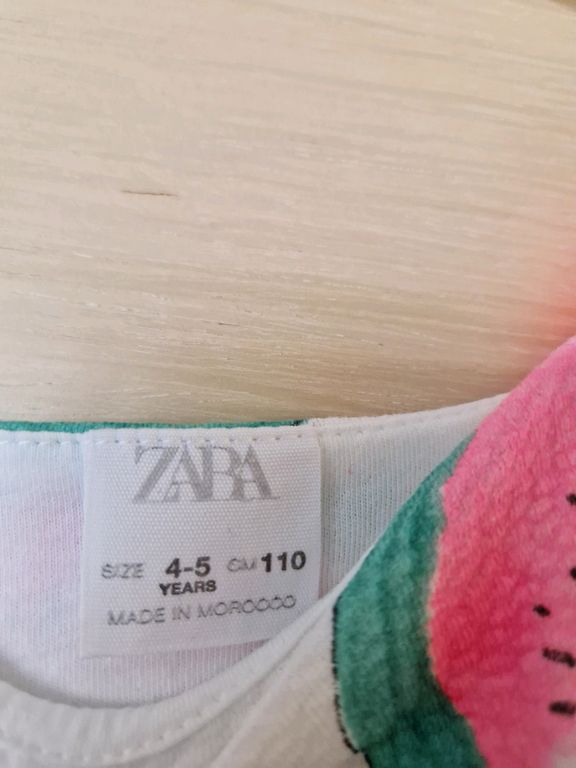 ZARA
SIZE 4-5 CM 110
YEARS
MADE IN MOROCCO